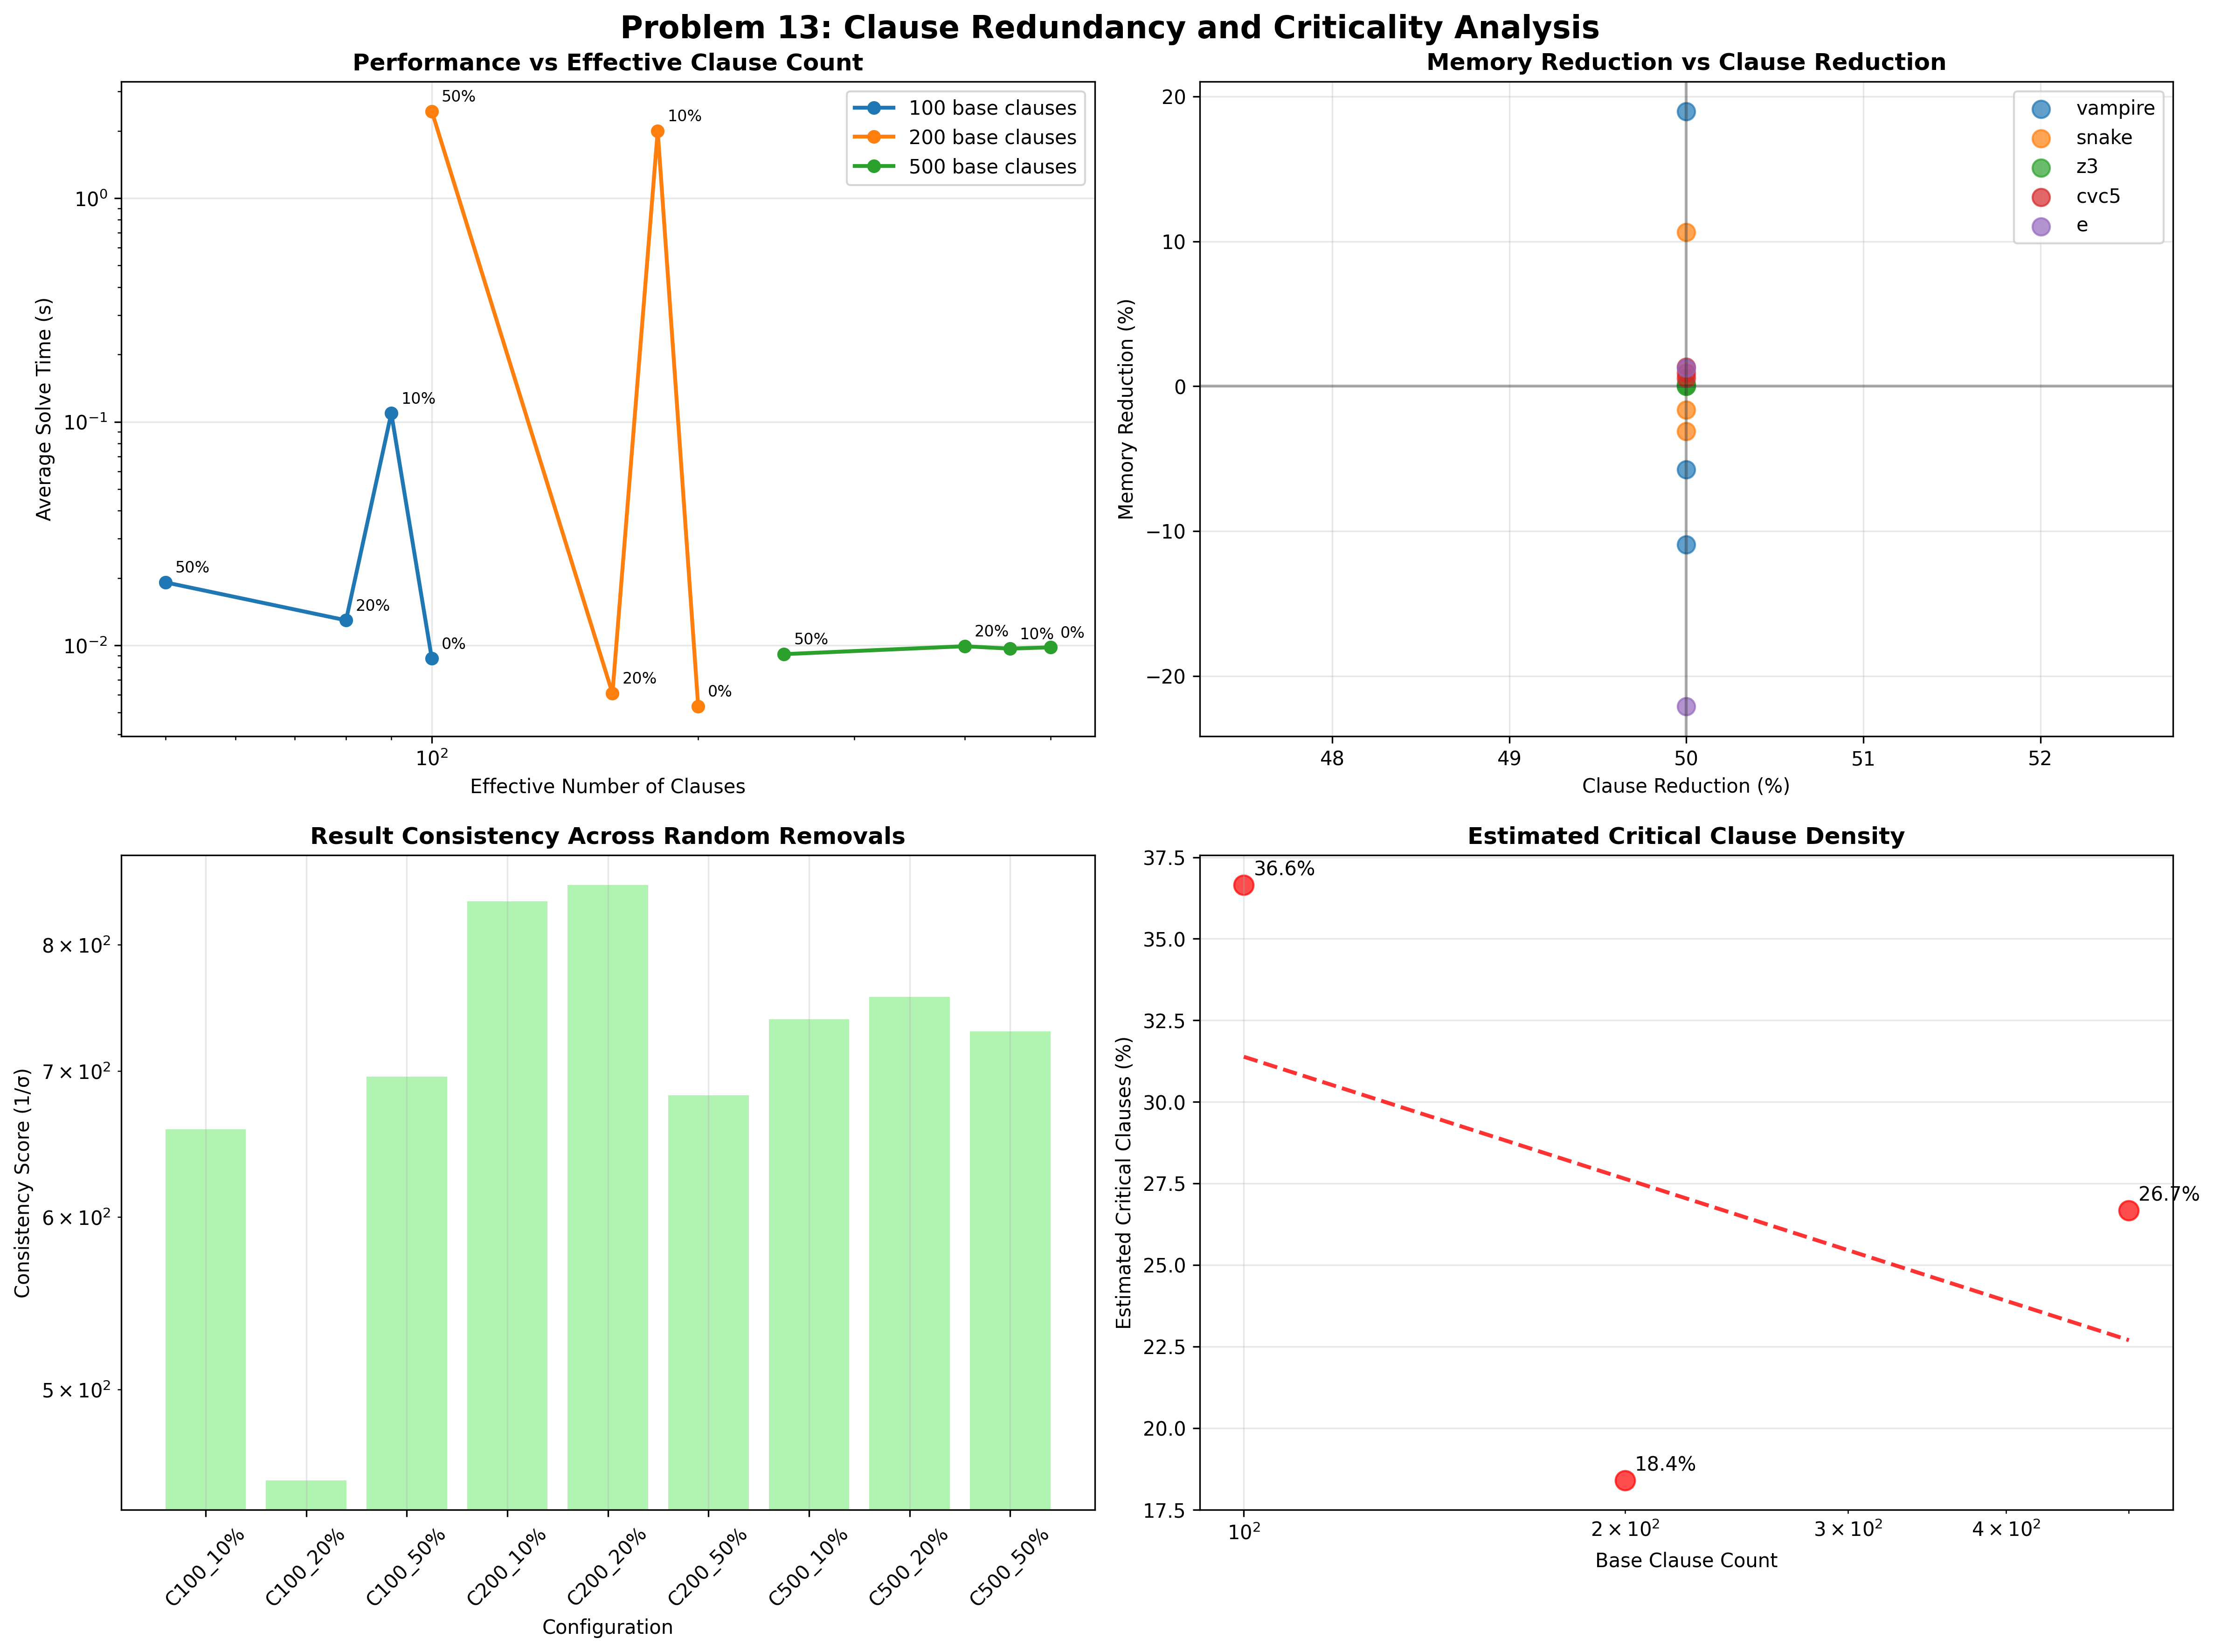 Problem 13: Clause Redundancy and Criticality Analysis
Performance vs Effective Clause Count
Average Solve Time (s)
10⁰
10⁻¹
10⁻²
50%
20%
10%
0%
50%
20%
10%
0%
50%
20%
10%
0%
100 base clauses
200 base clauses
500 base clauses
10²
Effective Number of Clauses
Memory Reduction vs Clause Reduction
Memory Reduction (%)
20
10
0
−10
−20
vampire
snake
z3
cvc5
e
48
49
50
51
52
Clause Reduction (%)
Result Consistency Across Random Removals
Consistency Score (1/σ)
8 × 10²
7 × 10²
6 × 10²
5 × 10²
C100_10%
C100_20%
C100_50%
C200_10%
C200_20%
C200_50%
C500_10%
C500_20%
C500_50%
Configuration
Estimated Critical Clause Density
Estimated Critical Clauses (%)
37.5
35.0
32.5
30.0
27.5
25.0
22.5
20.0
17.5
36.6%
18.4%
26.7%
10²
2 × 10²
3 × 10²
4 × 10²
Base Clause Count